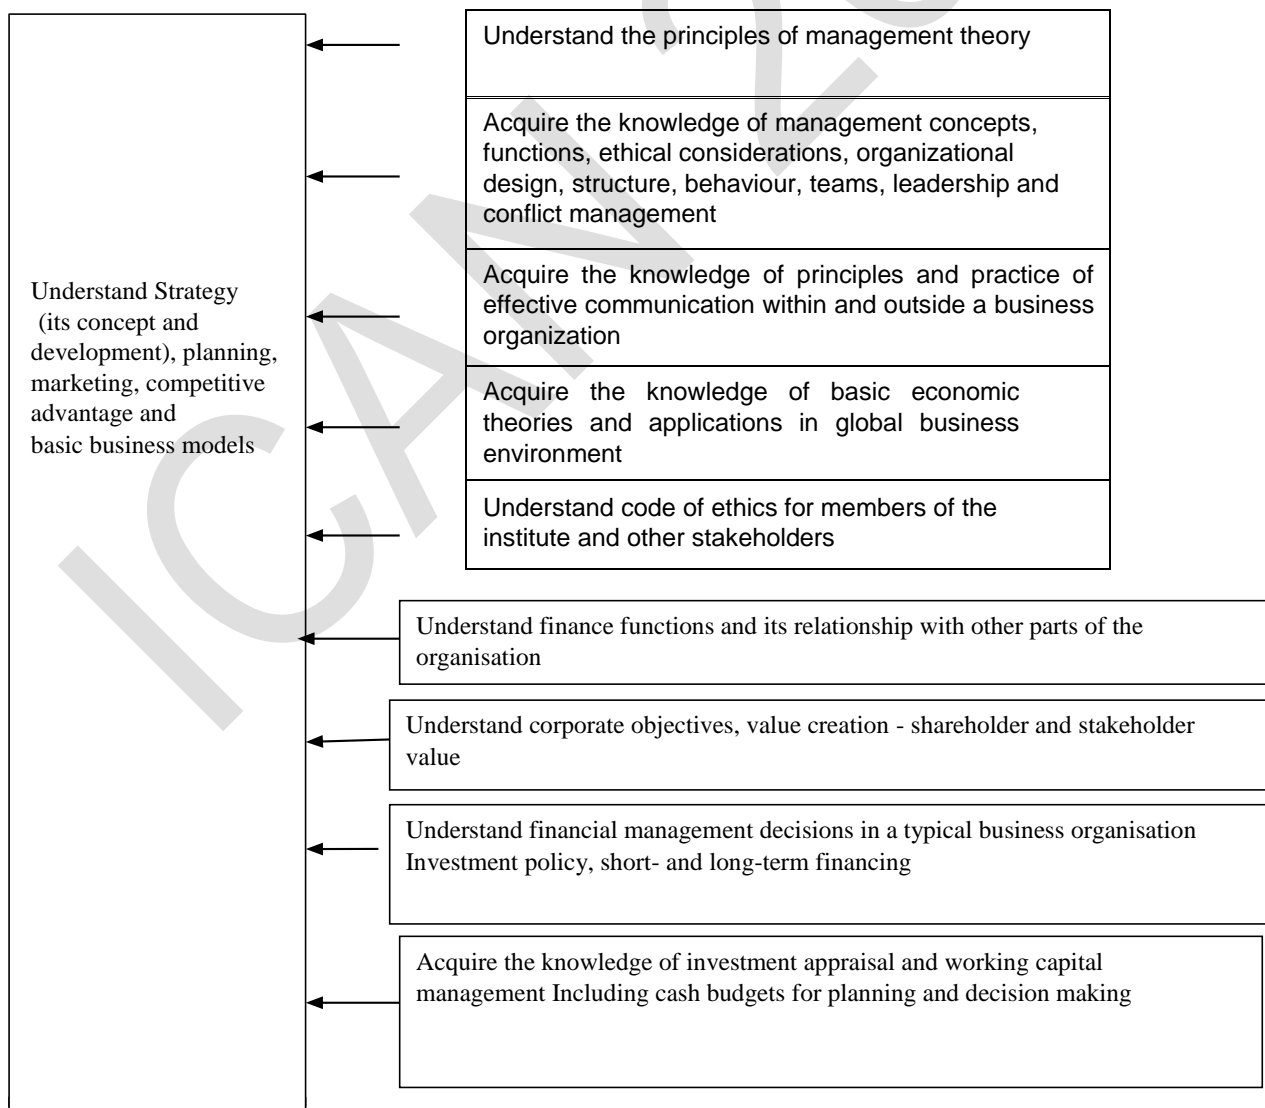 Understand the principles of management theory
Acquire the knowledge of management concepts,
functions, ethical considerations, organizational
design, structure, behaviour, teams, leadership and
conflict management
Acquire the knowledge of principles and practice of
effective communication within and outside a business
organization
Acquire the knowledge of basic economic
theories and applications in global business
environment
Understand code of ethics for members of the
institute and other stakeholders
Understand Strategy
(its concept and
development), planning,
marketing, competitive
advantage and
basic business models
Understand finance functions and its relationship with other parts of the
organisation
Understand corporate objectives, value creation - shareholder and stakeholder
value
Understand financial management decisions in a typical business organisation
Investment policy, short- and long-term financing
Acquire the knowledge of investment appraisal and working capital
management Including cash budgets for planning and decision making
ICAN